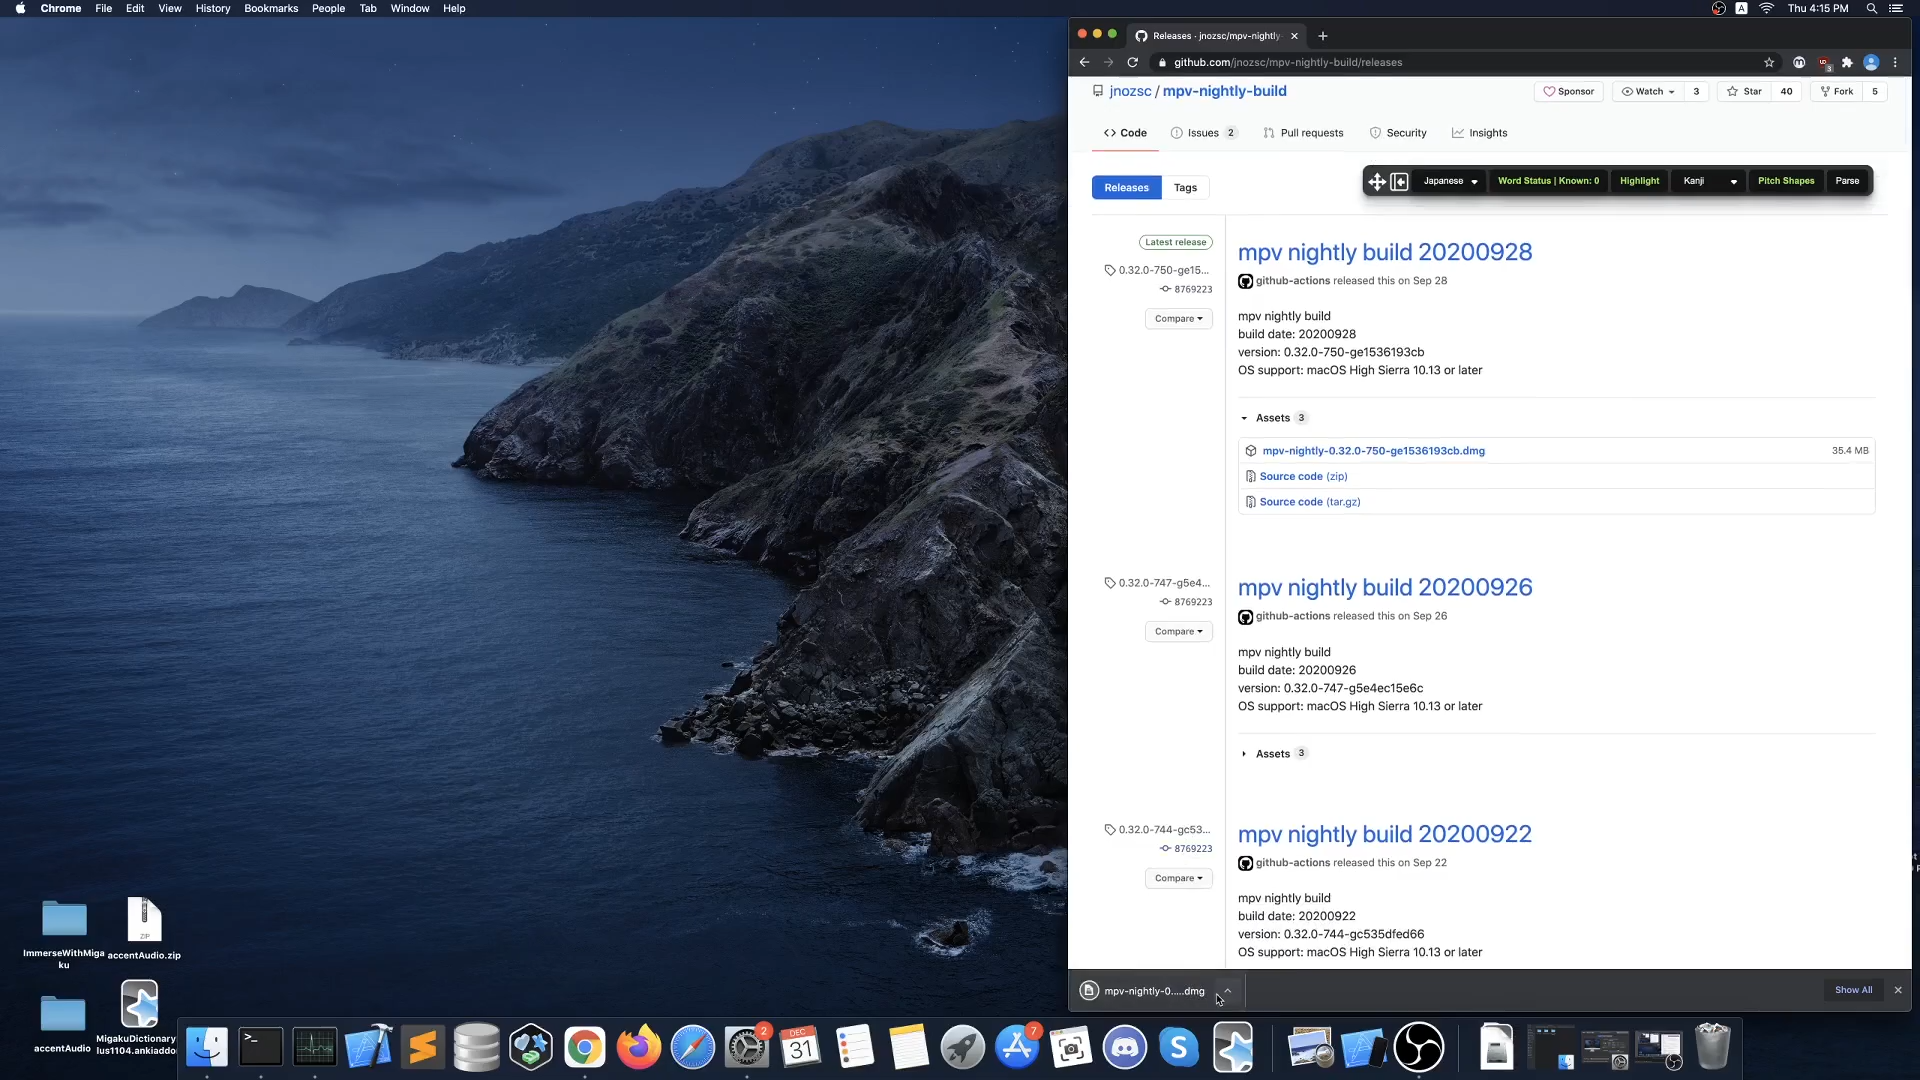 Chrome File Edit View History Bookmarks People Tab Window Help
A Thu 4:15 PM
Releases · jnozsc/mpv-nightly-
github.com/jnozsc/mpv-nightly-build/releases
jnozsc / mpv-nightly-build
Sponsor Watch 3 Star 40 Fork 5
Code Issues 2 Pull requests Security Insights
Releases Tags
Japanese Word Status | Known: 0 Highlight Kanji Pitch Shapes Parse
Latest release
0.32.0-750-ge15...
8769223
Compare
mpv nightly build 20200928
github-actions released this on Sep 28
mpv nightly build
build date: 20200928
version: 0.32.0-750-ge1536193cb
OS support: macOS High Sierra 10.13 or later
Assets 3
mpv-nightly-0.32.0-750-ge1536193cb.dmg 35.4 MB
Source code (zip)
Source code (tar.gz)
0.32.0-747-g5e4...
8769223
Compare
mpv nightly build 20200926
github-actions released this on Sep 26
mpv nightly build
build date: 20200926
version: 0.32.0-747-g5e4ec15e6c
OS support: macOS High Sierra 10.13 or later
Assets 3
0.32.0-744-gc53...
8769223
Compare
mpv nightly build 20200922
github-actions released this on Sep 22
mpv nightly build
build date: 20200922
version: 0.32.0-744-gc535dfed66
OS support: macOS High Sierra 10.13 or later
mpv-nightly-0.....dmg
Show All
ImmerseWithMiga
ku
ZIP
accentAudio.zip
accentAudio
MigakuDictionary
lus1104.ankiaddo
2
DEC
31
7